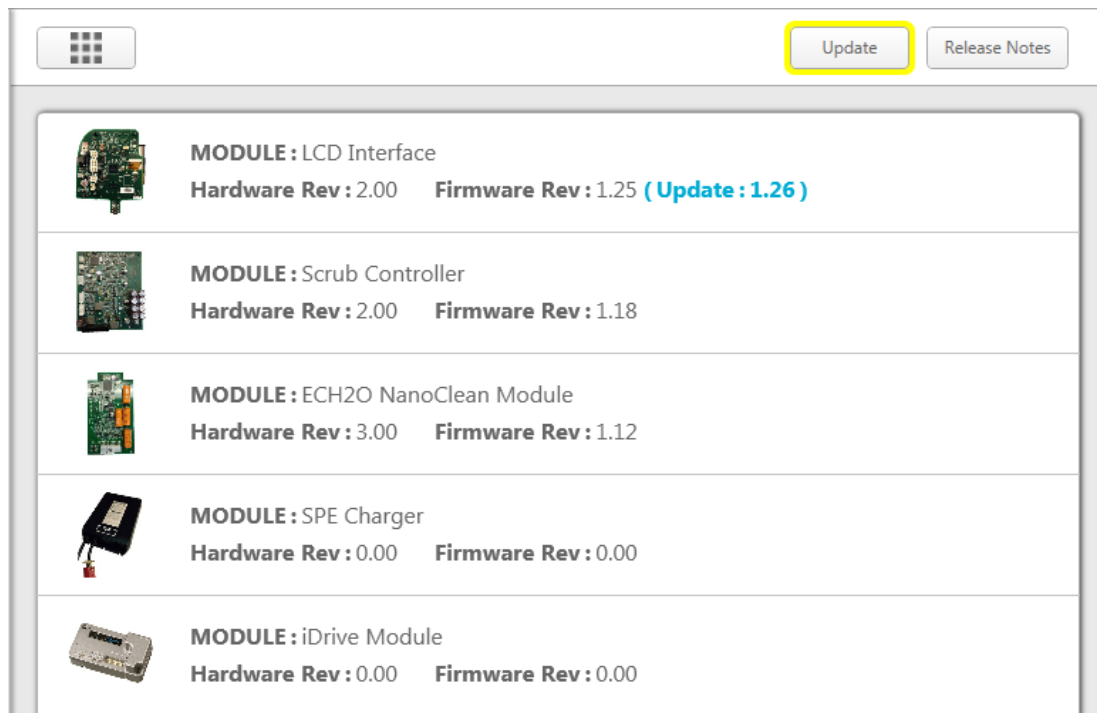 Update Release Notes
MODULE : LCD Interface
Hardware Rev : 2.00 Firmware Rev : 1.25 ( Update : 1.26 )
MODULE : Scrub Controller
Hardware Rev : 2.00 Firmware Rev : 1.18
MODULE : ECH2O NanoClean Module
Hardware Rev : 3.00 Firmware Rev : 1.12
MODULE : SPE Charger
Hardware Rev : 0.00 Firmware Rev : 0.00
MODULE : iDrive Module
Hardware Rev : 0.00 Firmware Rev : 0.00